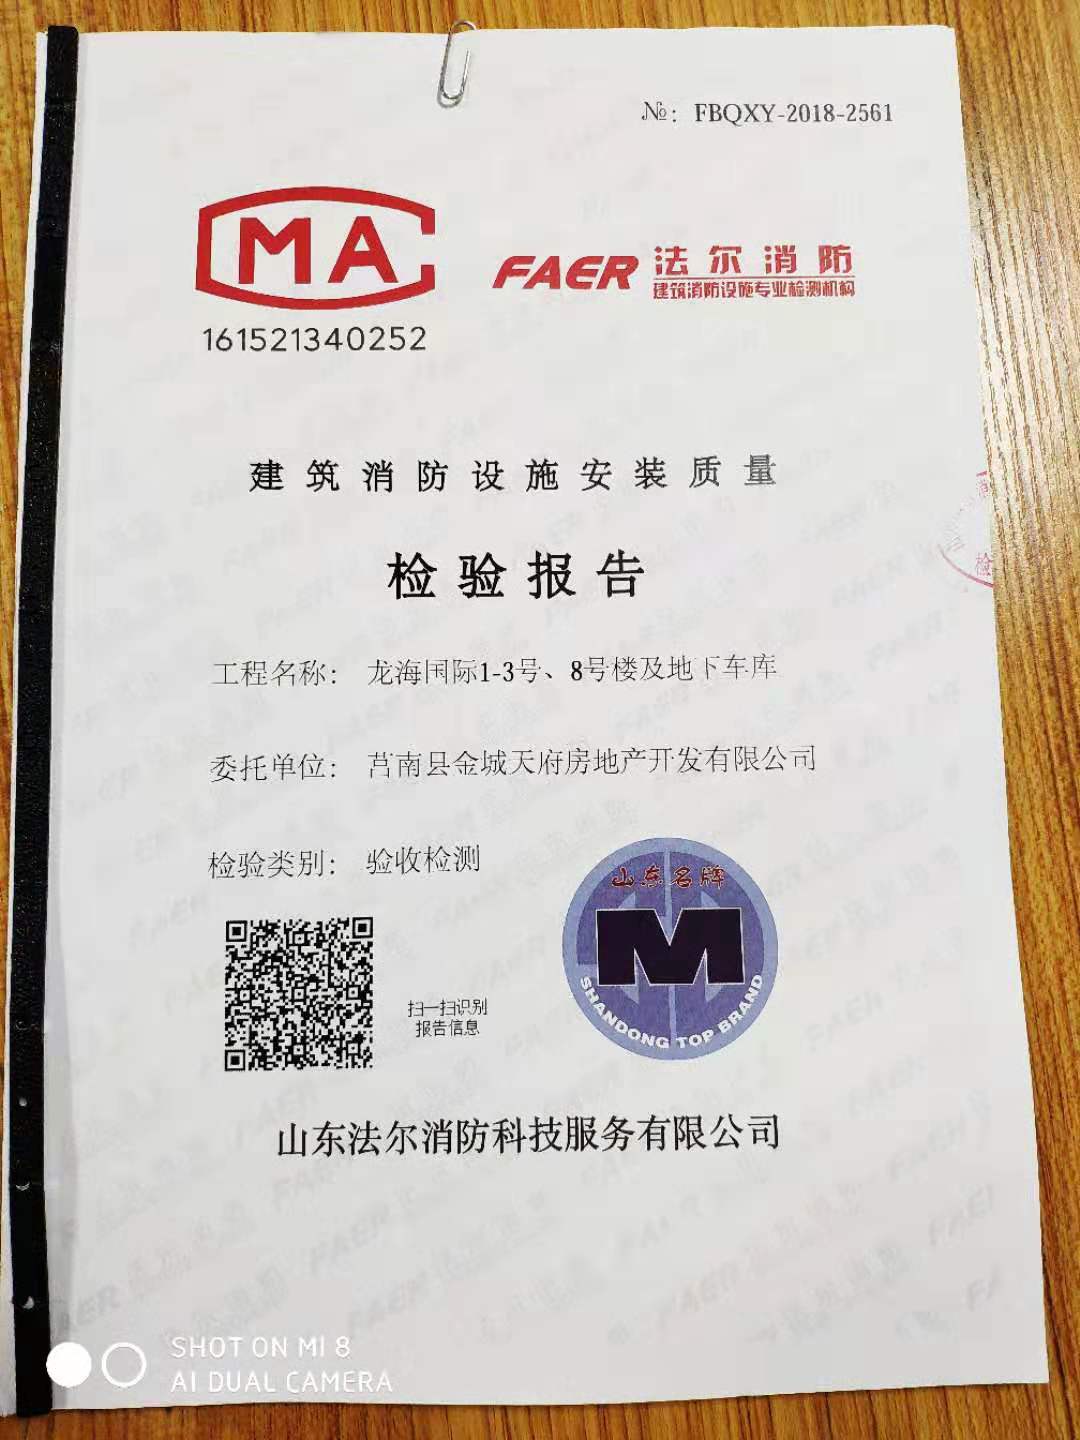 №: FBQXY-2018-2561
MA
161521340252
FAER 法尔消防
建筑消防设施专业检测机构
建筑消防设施安装质量
检验报告
工程名称: 龙海国际1-3号、8号楼及地下车库
委托单位: 莒南县金城天府房地产开发有限公司
检验类别: 验收检测
山东名牌
M
SHANDONG TOP BRAND
扫一扫识别
报告信息
山东法尔消防科技服务有限公司
SHOT ON MI 8
AI DUAL CAMERA